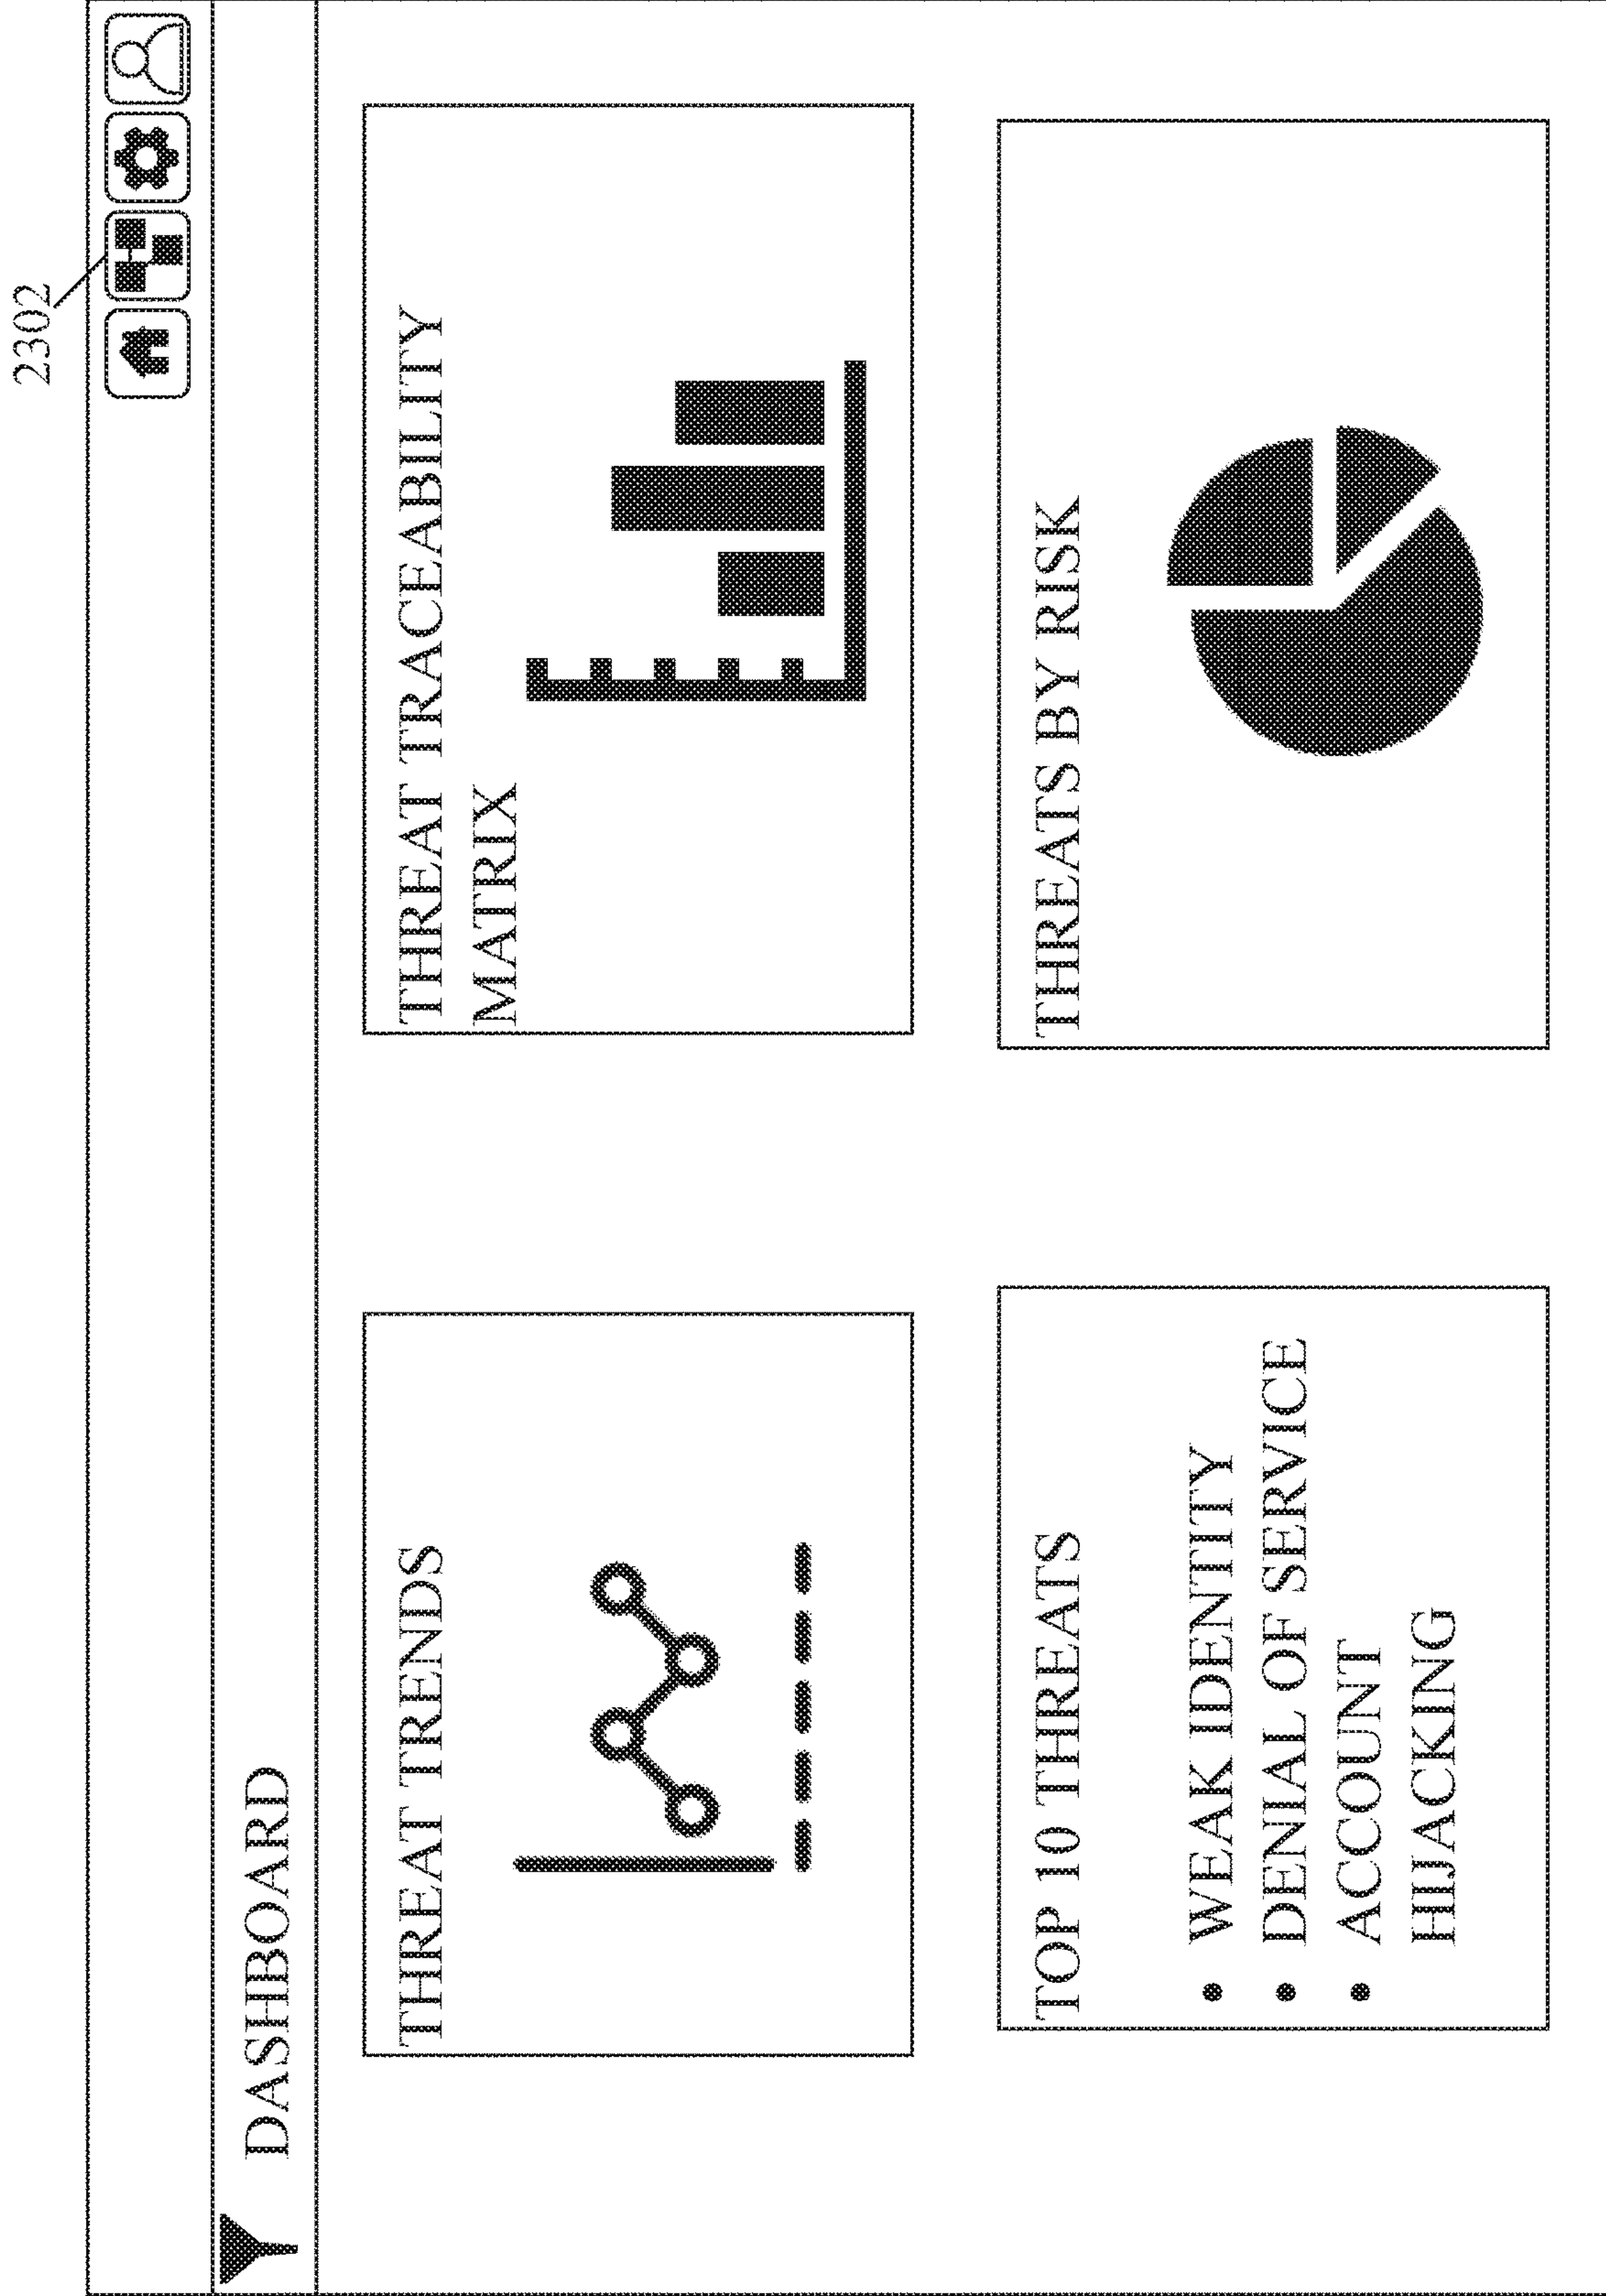 2302
DASHBOARD
THREAT TRENDS
THREAT TRACEABILITY
MATRIX
TOP 10 THREATS
• WEAK IDENTITY
• DENIAL OF SERVICE
• ACCOUNT
HIJACKING
THREATS BY RISK